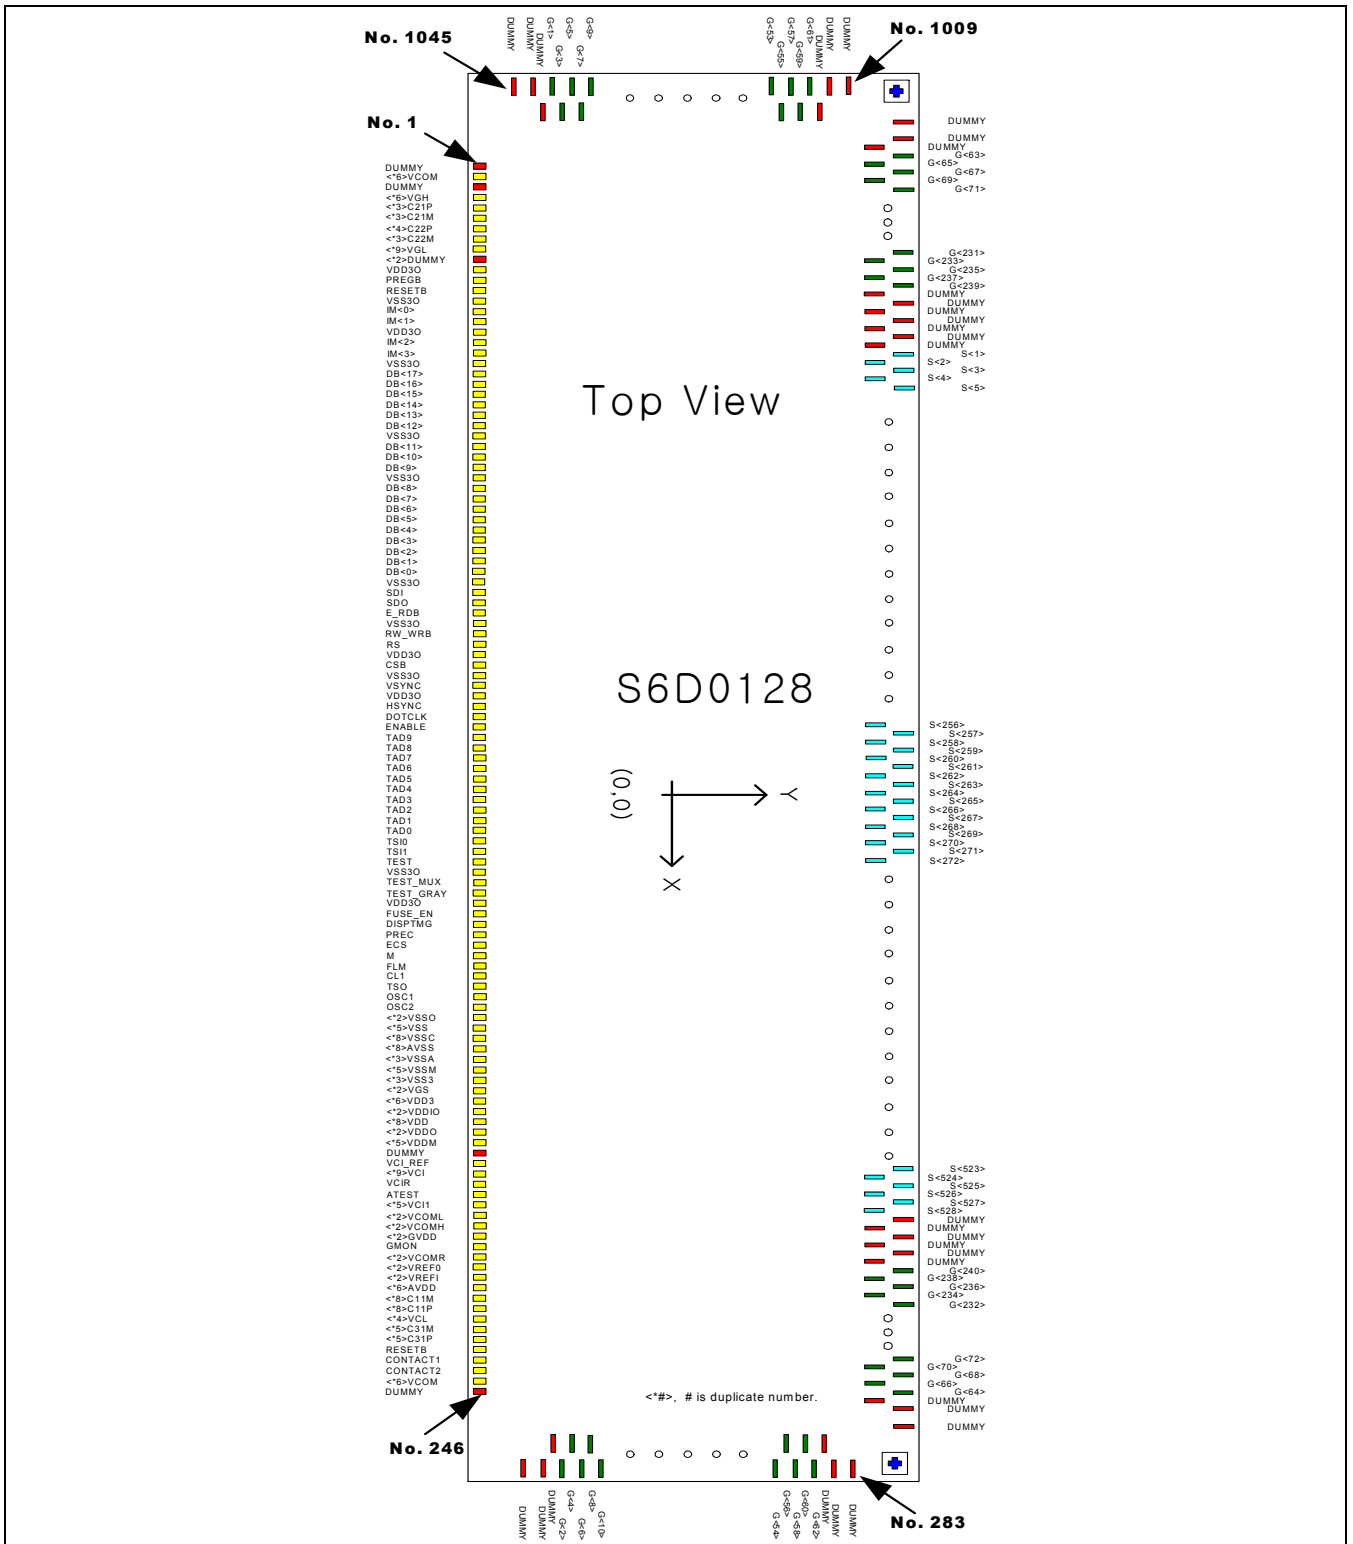 No. 1045
DUMMY
DUMMY
DUMMY
G<1>
G<3>
G<5>
G<7>
G<9>
G<53>
G<55>
G<57>
G<59>
G<61>
DUMMY
DUMMY
DUMMY
No. 1009
No. 1
DUMMY
<*6>VCOM
DUMMY
<*6>VGH
<*3>C21P
<*3>C21M
<*4>C22P
<*3>C22M
<*9>VGL
<*2>DUMMY
VDD3O
PREGB
RESETB
VSS3O
IM<0>
IM<1>
VDD3O
IM<2>
IM<3>
VSS3O
DB<17>
DB<16>
DB<15>
DB<14>
DB<13>
DB<12>
VSS3O
DB<11>
DB<10>
DB<9>
VSS3O
DB<8>
DB<7>
DB<6>
DB<5>
DB<4>
DB<3>
DB<2>
DB<1>
DB<0>
VSS3O
SDI
SDO
E_RDB
VSS3O
RW_WRB
RS
VDD3O
CSB
VSS3O
VSYNC
VDD3O
HSYNC
DOTCLK
ENABLE
TAD9
TAD8
TAD7
TAD6
TAD5
TAD4
TAD3
TAD2
TAD1
TAD0
TSI0
TSI1
TEST
VSS3O
TEST_MUX
TEST_GRAY
VDD3O
FUSE_EN
DISPTMG
PREC
ECS
M
FLM
CL1
TSO
OSC1
OSC2
<*2>VSSO
<*5>VSS
<*8>VSSC
<*8>AVSS
<*3>VSSA
<*5>VSSM
<*3>VSS3
<*2>VGS
<*6>VDD3
<*2>VDDIO
<*8>VDD
<*2>VDDO
<*5>VDDM
DUMMY
VCI_REF
<*9>VCI
VCIR
ATEST
<*5>VCI1
<*2>VCOML
<*2>VCOMH
<*2>GVDD
GMON
<*2>VCOMR
<*2>VREF0
<*2>VREFI
<*6>AVDD
<*8>C11M
<*8>C11P
<*4>VCL
<*5>C31M
<*5>C31P
RESETB
CONTACT1
CONTACT2
<*6>VCOM
DUMMY
No. 246
Top View
S6D0128
(0,0)
Y
X
<*#>, # is duplicate number.
DUMMY
DUMMY
DUMMY
G<63>
G<65>
G<67>
G<69>
G<71>
G<231>
G<233>
G<235>
G<237>
G<239>
DUMMY
DUMMY
DUMMY
DUMMY
DUMMY
DUMMY
DUMMY
S<1>
S<2>
S<3>
S<4>
S<5>
S<256>
S<257>
S<258>
S<259>
S<260>
S<261>
S<262>
S<263>
S<264>
S<265>
S<266>
S<267>
S<268>
S<269>
S<270>
S<271>
S<272>
S<523>
S<524>
S<525>
S<526>
S<527>
S<528>
DUMMY
DUMMY
DUMMY
DUMMY
DUMMY
DUMMY
G<240>
G<238>
G<236>
G<234>
G<232>
G<72>
G<70>
G<68>
G<66>
G<64>
DUMMY
DUMMY
DUMMY
DUMMY
DUMMY
DUMMY
G<2>
G<4>
G<6>
G<8>
G<10>
G<54>
G<56>
G<58>
G<60>
G<62>
DUMMY
DUMMY
DUMMY
No. 283